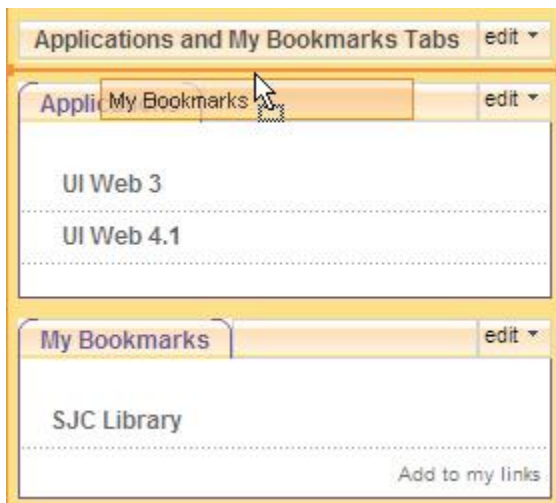 Applications and My Bookmarks Tabs edit
Applic My Bookmarks edit
UI Web 3
UI Web 4.1
My Bookmarks edit
SJC Library
Add to my links